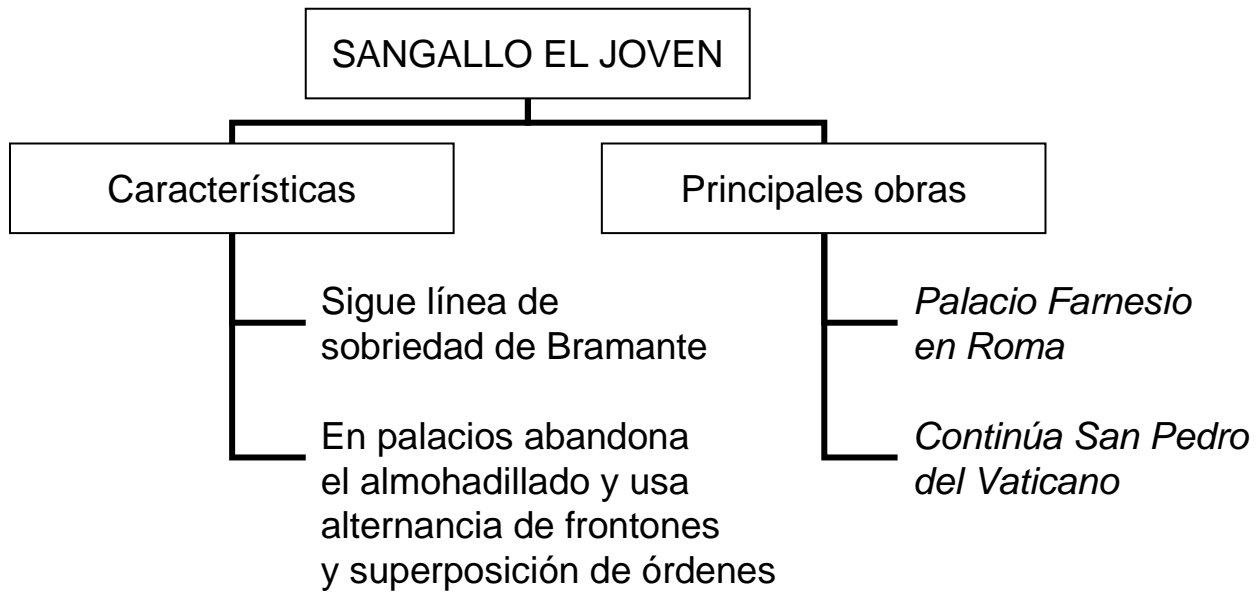 SANGALLO EL JOVEN
Características
Sigue línea de
sobriedad de Bramante
En palacios abandona
el almohadillado y usa
alternancia de frontones
y superposición de órdenes
Principales obras
Palacio Farnesio
en Roma
Continúa San Pedro
del Vaticano